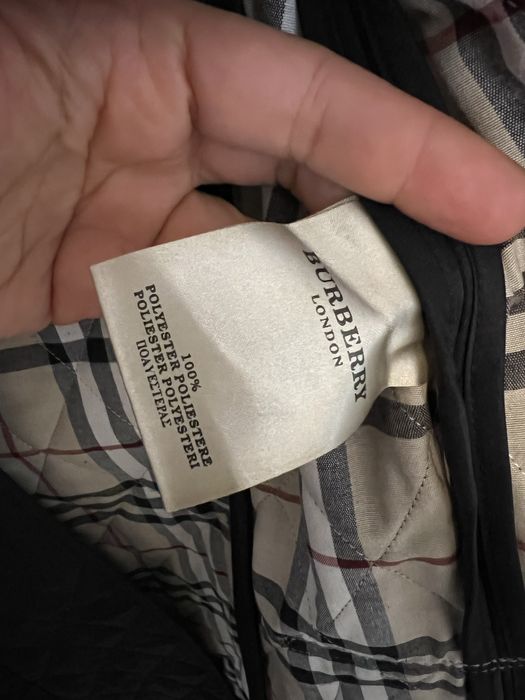 BURBERRY
LONDON
100%
POLYESTER POLIESTERE
POLIESTER POLYESTERI
ΠΟΛΥΕΣΤΕΡΑΣ